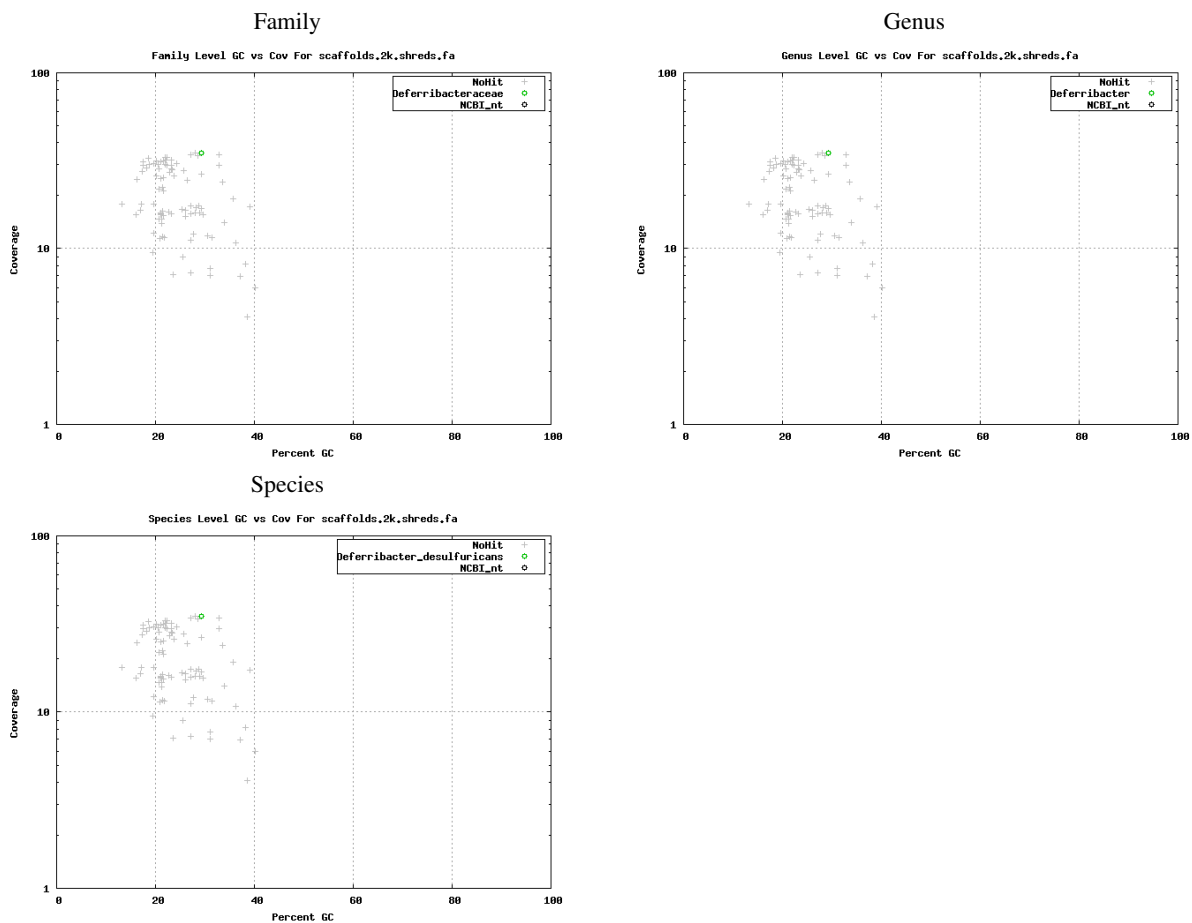 Family
Genus
Family Level GC vs Cov For scaffolds.2k.shreds.fa
100
10
1
Coverage
NoHit
Deferribacteraceae
NCBI_nt
0 20 40 60 80 100
Percent GC
Genus Level GC vs Cov For scaffolds.2k.shreds.fa
100
10
1
Coverage
NoHit
Deferribacter
NCBI_nt
0 20 40 60 80 100
Percent GC
Species
Species Level GC vs Cov For scaffolds.2k.shreds.fa
100
10
1
Coverage
NoHit
Deferribacter_desulfuricans
NCBI_nt
0 20 40 60 80 100
Percent GC